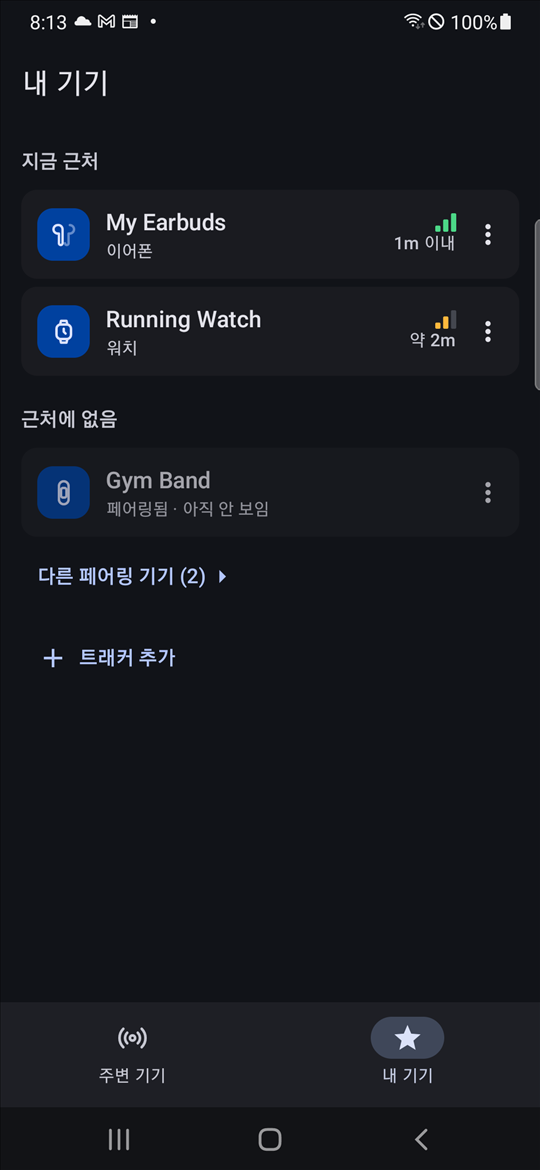 8:13
100%
내 기기
지금 근처
My Earbuds
이어폰
1m 이내
Running Watch
워치
약 2m
근처에 없음
Gym Band
페어링됨 · 아직 안 보임
다른 페어링 기기 (2)
트래커 추가
주변 기기
내 기기